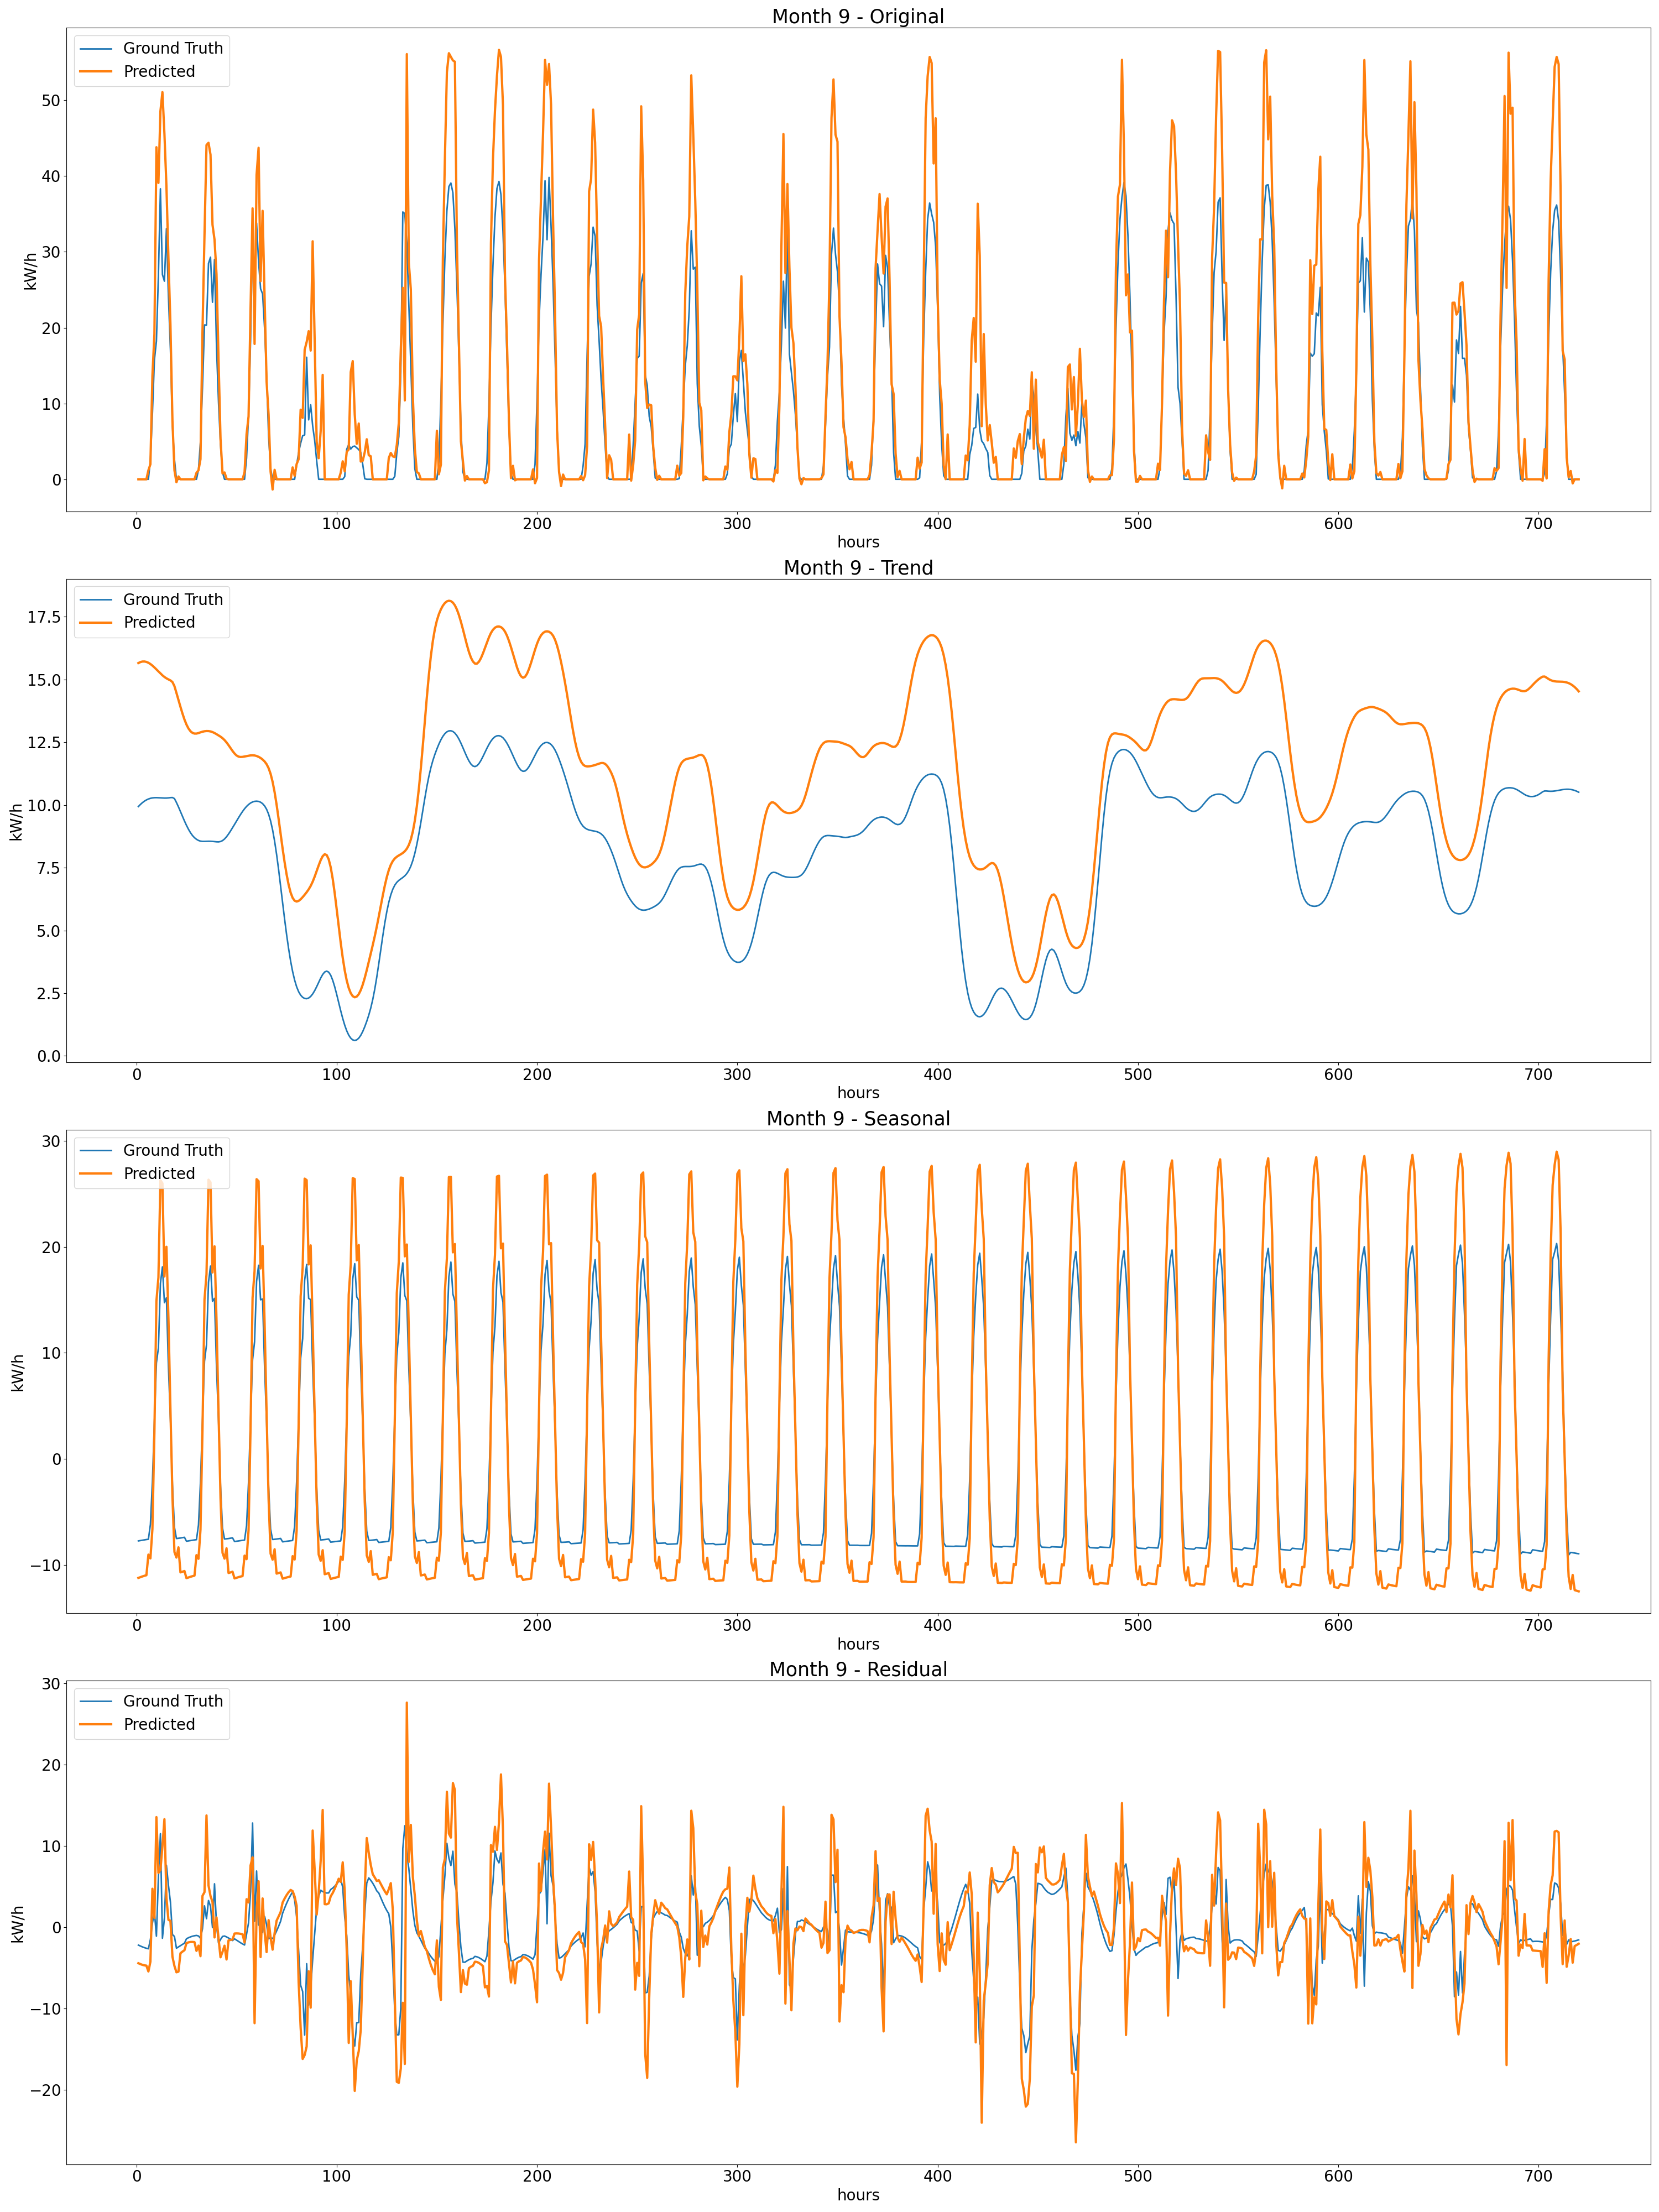 Month 9 - Original
Ground Truth
Predicted
50
40
30
20
10
0
kW/h
0 100 200 300 400 500 600 700
hours
Month 9 - Trend
Ground Truth
Predicted
17.5
15.0
12.5
10.0
7.5
5.0
2.5
0.0
kW/h
0 100 200 300 400 500 600 700
hours
Month 9 - Seasonal
Ground Truth
Predicted
30
20
10
0
−10
kW/h
0 100 200 300 400 500 600 700
hours
Month 9 - Residual
Ground Truth
Predicted
30
20
10
0
−10
−20
kW/h
0 100 200 300 400 500 600 700
hours